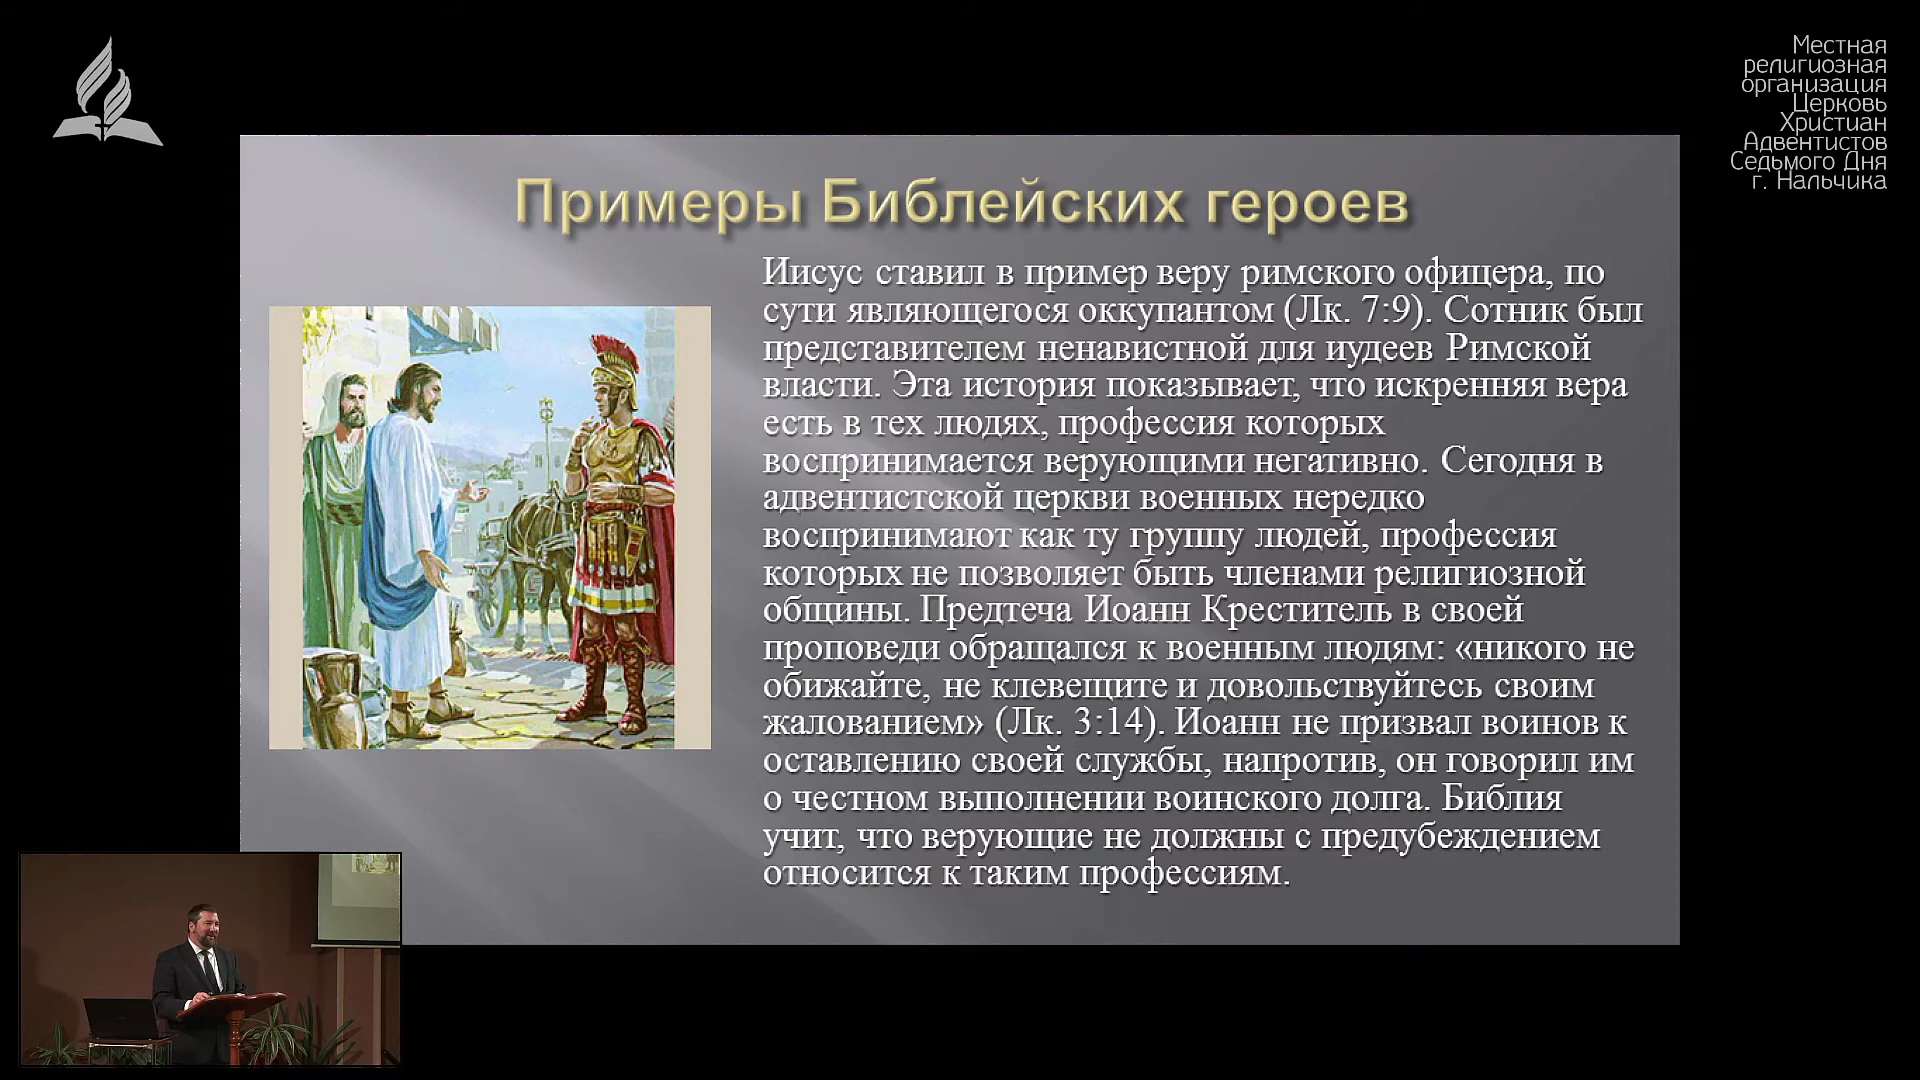 Местная
религиозная
организация
Церковь
Христиан
Адвентистов
Седьмого Дня
г. Нальчика
Примеры Библейских героев
Иисус ставил в пример веру римского офицера, по
сути являющегося оккупантом (Лк. 7:9). Сотник был
представителем ненавистной для иудеев Римской
власти. Эта история показывает, что искренняя вера
есть в тех людях, профессия которых
воспринимается верующими негативно. Сегодня в
адвентистской церкви военных нередко
воспринимают как ту группу людей, профессия
которых не позволяет быть членами религиозной
общины. Предтеча Иоанн Креститель в своей
проповеди обращался к военным людям: «никого не
обижайте, не клевещите и довольствуйтесь своим
жалованием» (Лк. 3:14). Иоанн не призвал воинов к
оставлению своей службы, напротив, он говорил им
о честном выполнении воинского долга. Библия
учит, что верующие не должны с предубеждением
относится к таким профессиям.